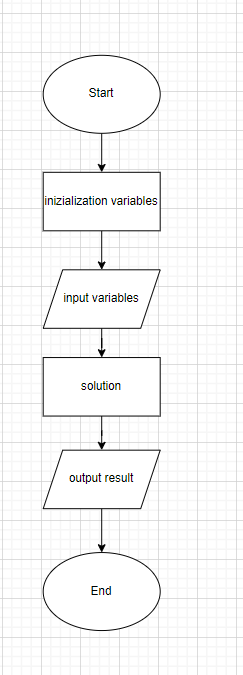 Start
inizialization variables
input variables
solution
output result
End